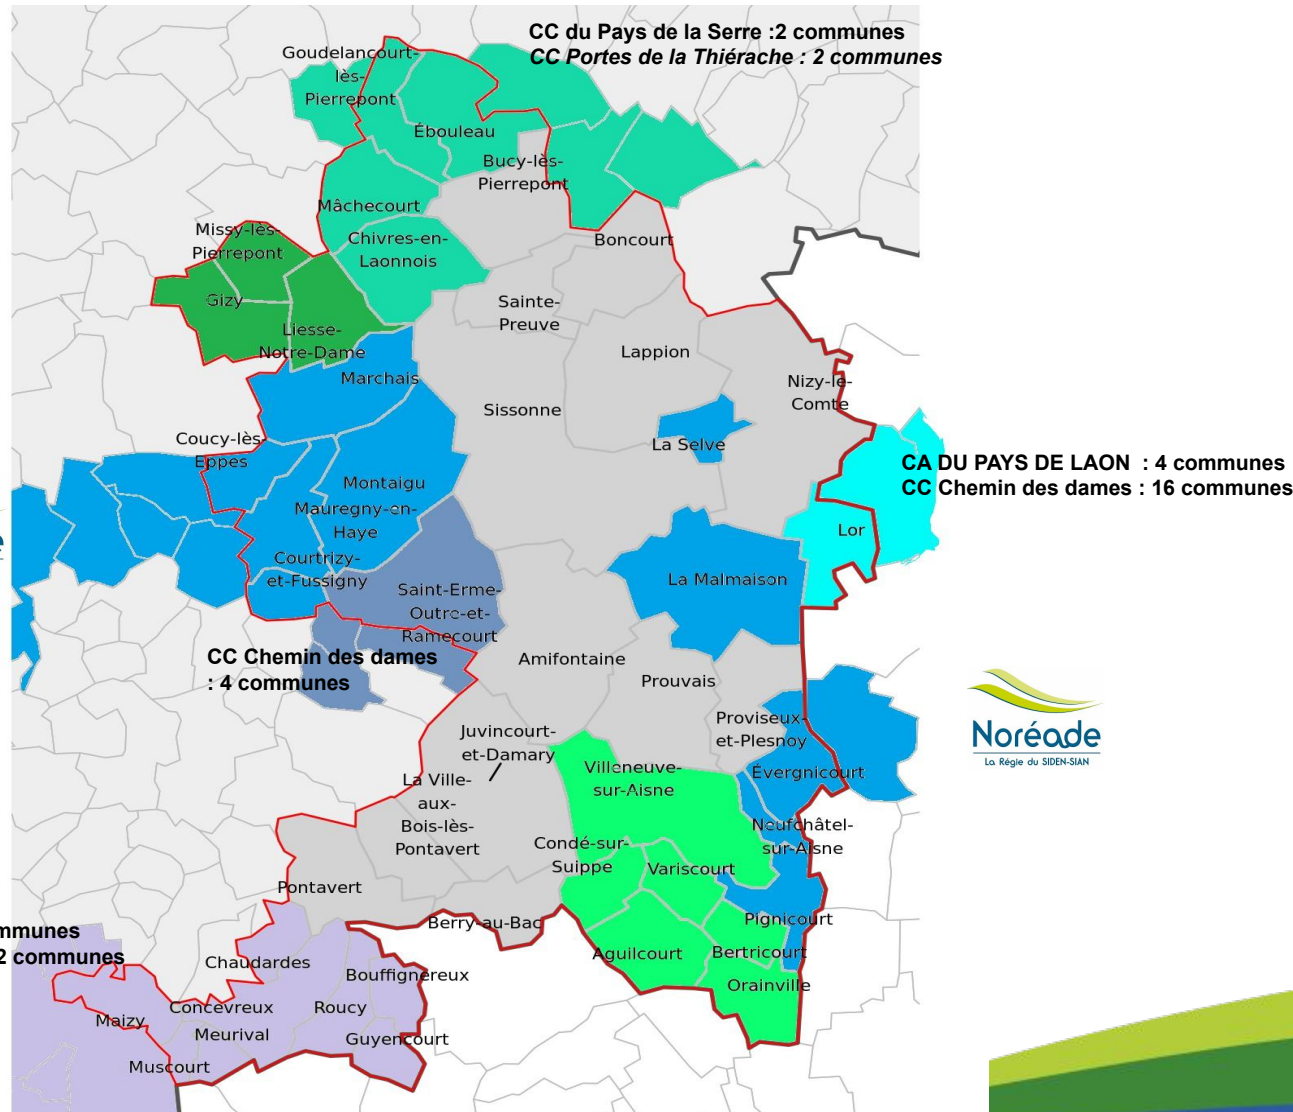 CC du Pays de la Serre :2 communes
CC Portes de la Thiérache : 2 communes
Goudelancourt-
lès-
Pierrepont
Ébouleau
Bucy-lès-
Pierrepont
Mâchecourt
Missy-lès-
Pierrepont
Chivres-en-
Laonnois
Boncourt
Gizy
Sainte-
Preuve
Liesse-
Notre-Dame
Lappion
Marchais
Nizy-le-
Comte
Sissonne
Coucy-lès-
Eppes
La Selve
CA DU PAYS DE LAON : 4 communes
CC Chemin des dames : 16 communes
Montaigu
Mauregny-en-
Haye
Lor
Courtrizy-
et-Fussigny
La Malmaison
Saint-Erme-
Outre-et-
Ramecourt
CC Chemin des dames
: 4 communes
Amifontaine
Prouvais
Proviseux-
et-Plesnoy
Noréade
La Régie du SIDEN-SIAN
Juvincourt-
et-Damary
Villeneuve-
sur-Aisne
Évergnicourt
La Ville-
aux-
Bois-lès-
Pontavert
Neufchâtel-
sur-Aisne
Condé-sur-
Suippe
Variscourt
Pontavert
Berry-au-Bac
Pignicourt
2 communes
Chaudardes
Aguilcourt
Bertricourt
Bouffignereux
Orainville
Concevreux
Roucy
Maizy
Meurival
Guyencourt
Muscourt